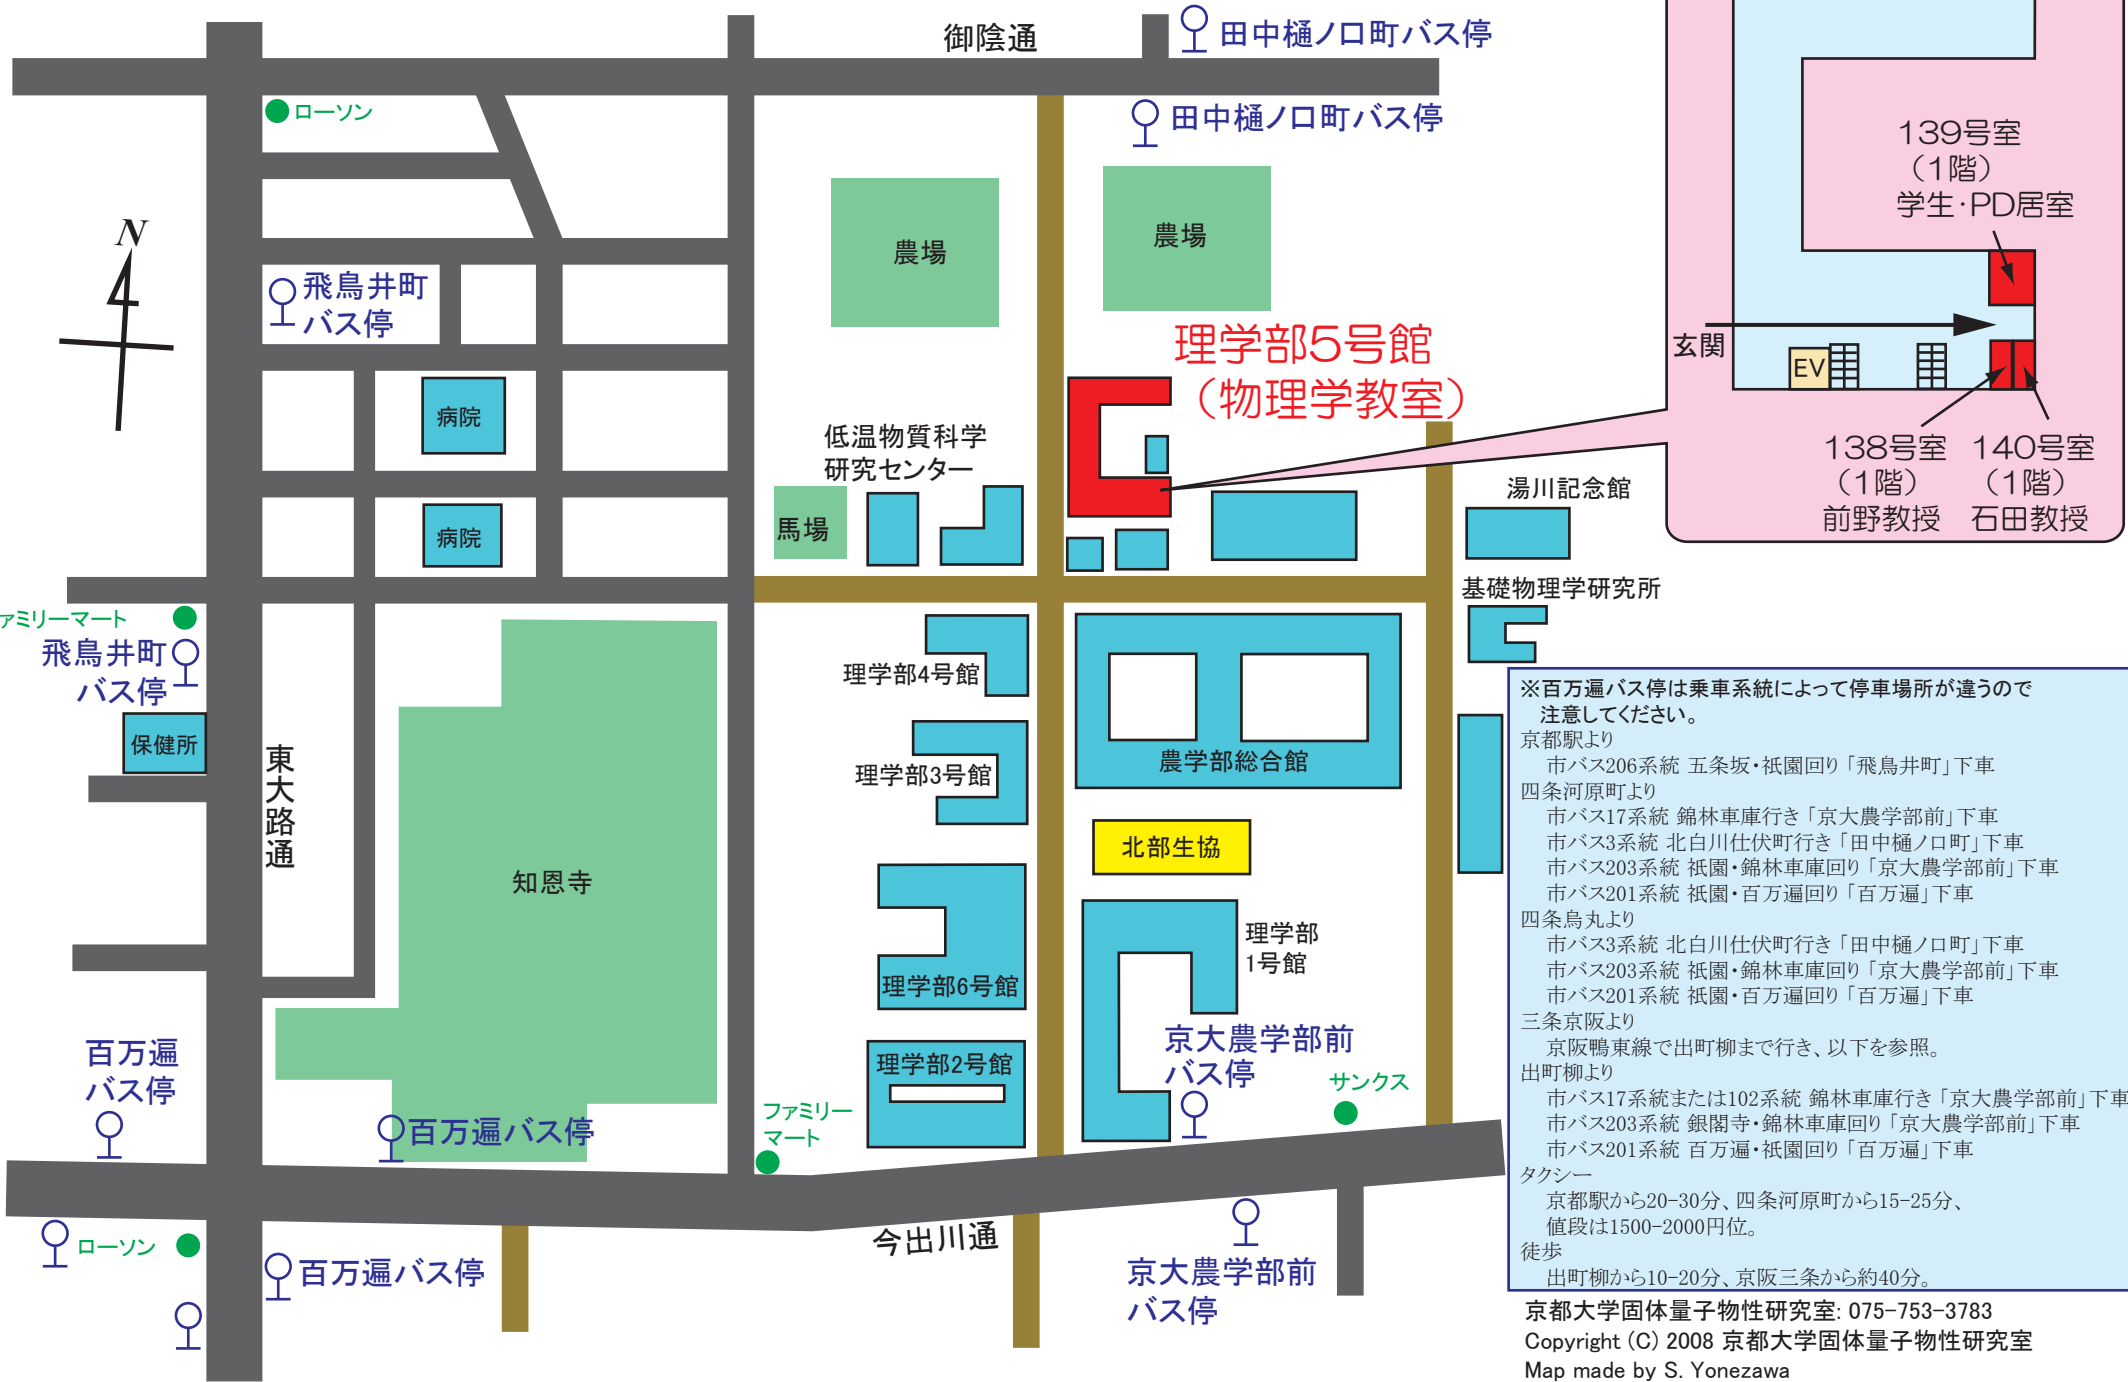 御陰通
田中樋ノ口町バス停
田中樋ノ口町バス停
ローソン
N
飛鳥井町
バス停
農場
農場
理学部5号館
（物理学教室）
139号室
（1階）
学生・PD居室
玄関
EV
138号室
（1階）
前野教授
140号室
（1階）
石田教授
病院
病院
低温物質科学
研究センター
馬場
湯川記念館
基礎物理学研究所
ァミリーマート
飛鳥井町
バス停
保健所
東大路通
知恩寺
理学部4号館
理学部3号館
農学部総合館
北部生協
理学部6号館
理学部
1号館
理学部2号館
京大農学部前
バス停
サンクス
ファミリー
マート
百万遍
バス停
百万遍バス停
ローソン
百万遍バス停
今出川通
京大農学部前
バス停
※百万遍バス停は乗車系統によって停車場所が違うので
注意してください。
京都駅より
市バス206系統 五条坂・祇園回り「飛鳥井町」下車
四条河原町より
市バス17系統 錦林車庫行き「京大農学部前」下車
市バス3系統 北白川仕伏町行き「田中樋ノ口町」下車
市バス203系統 祇園・錦林車庫回り「京大農学部前」下車
市バス201系統 祇園・百万遍回り「百万遍」下車
四条烏丸より
市バス3系統 北白川仕伏町行き「田中樋ノ口町」下車
市バス203系統 祇園・錦林車庫回り「京大農学部前」下車
市バス201系統 祇園・百万遍回り「百万遍」下車
三条京阪より
京阪鴨東線で出町柳まで行き、以下を参照。
出町柳より
市バス17系統または102系統 錦林車庫行き「京大農学部前」下車
市バス203系統 銀閣寺・錦林車庫回り「京大農学部前」下車
市バス201系統 百万遍・祇園回り「百万遍」下車
タクシー
京都駅から20-30分、四条河原町から15-25分、
値段は1500-2000円位。
徒歩
出町柳から10-20分、京阪三条から約40分。
京都大学固体量子物性研究室: 075-753-3783
Copyright (C) 2008 京都大学固体量子物性研究室
Map made by S. Yonezawa